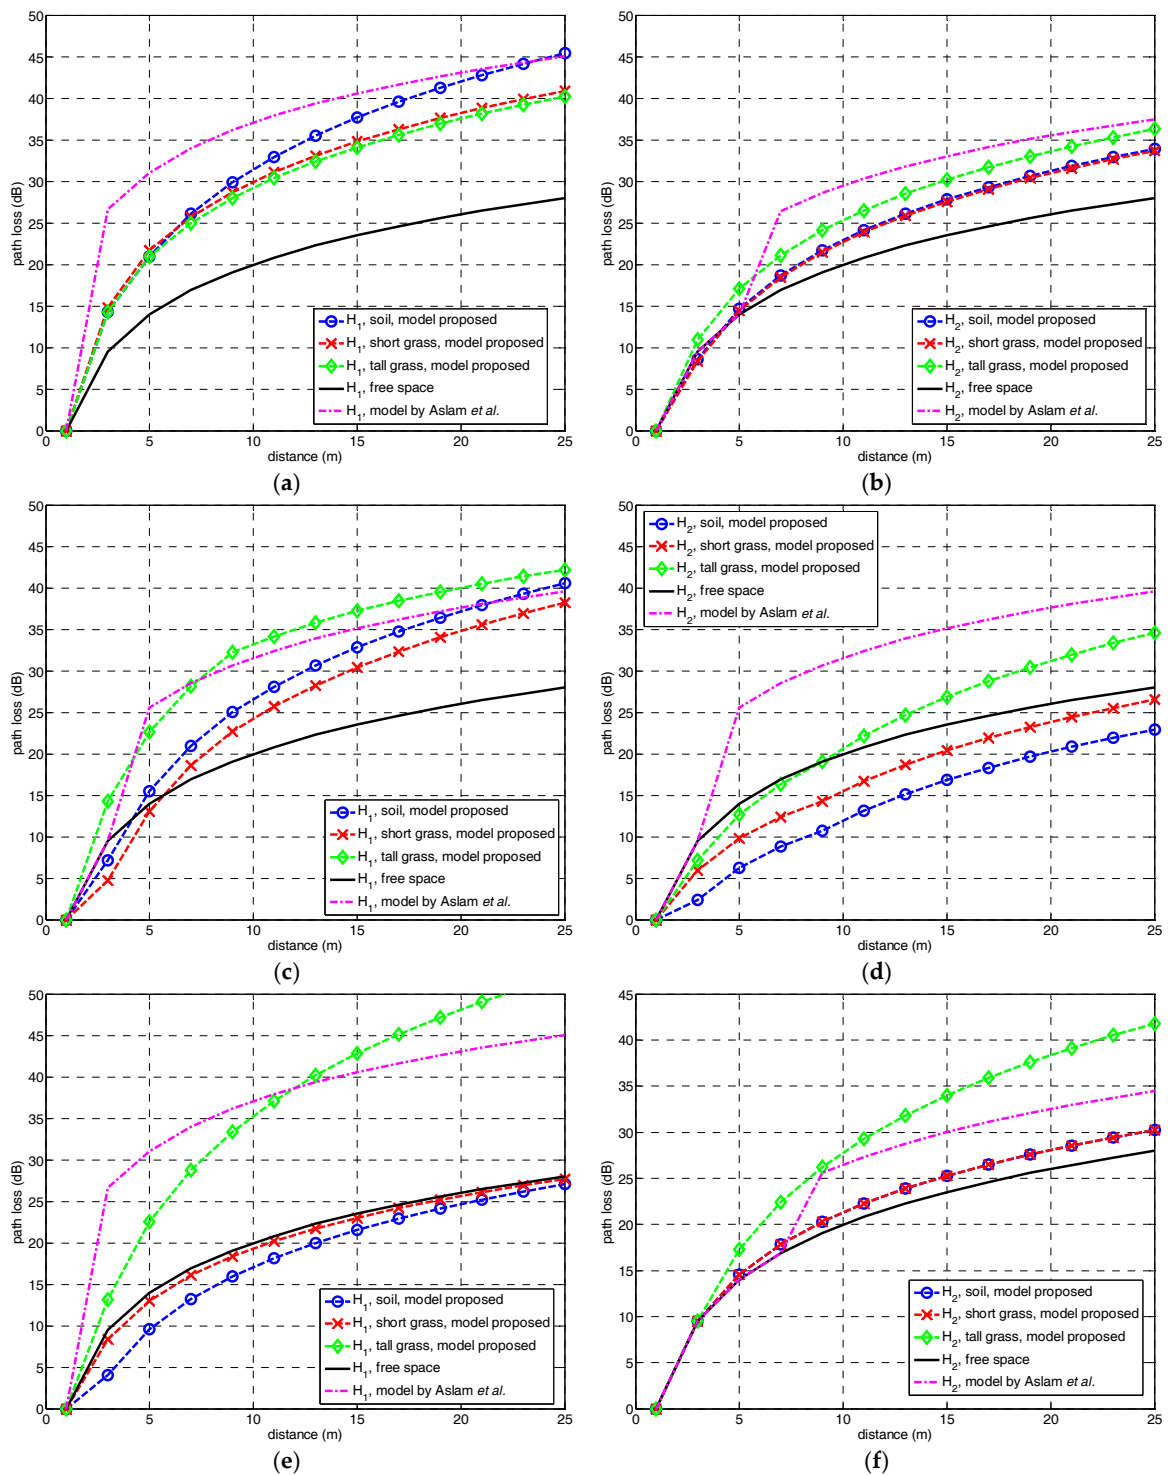 50
45
40
35
30
25
20
15
10
5
0
path loss (dB)
H1, soil, model proposed
H1, short grass, model proposed
H1, tall grass, model proposed
H1, free space
H1, model by Aslam et al.
0 5 10 15 20 25
distance (m)
(a)
50
45
40
35
30
25
20
15
10
5
0
path loss (dB)
H2, soil, model proposed
H2, short grass, model proposed
H2, tall grass, model proposed
H2, free space
H2, model by Aslam et al.
0 5 10 15 20 25
distance (m)
(b)
50
45
40
35
30
25
20
15
10
5
0
path loss (dB)
H1, soil, model proposed
H1, short grass, model proposed
H1, tall grass, model proposed
H1, free space
H1, model by Aslam et al.
0 5 10 15 20 25
distance (m)
(c)
50
45
40
35
30
25
20
15
10
5
0
path loss (dB)
H2, soil, model proposed
H2, short grass, model proposed
H2, tall grass, model proposed
H2, free space
H2, model by Aslam et al.
0 5 10 15 20 25
distance (m)
(d)
50
45
40
35
30
25
20
15
10
5
0
path loss (dB)
H1, soil, model proposed
H1, short grass, model proposed
H1, tall grass, model proposed
H1, free space
H1, model by Aslam et al.
0 5 10 15 20 25
distance (m)
(e)
45
40
35
30
25
20
15
10
5
0
path loss (dB)
H2, soil, model proposed
H2, short grass, model proposed
H2, tall grass, model proposed
H2, free space
H2, model by Aslam et al.
0 5 10 15 20 25
distance (m)
(f)